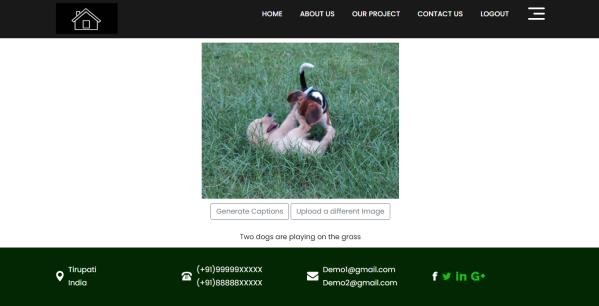 HOME ABOUT US OUR PROJECT CONTACT US LOGOUT
Generate Captions Upload a different Image
Two dogs are playing on the grass
Tirupati (+91)99999XXXXX Demo1@gmail.com
India (+91)88888XXXXX Demo2@gmail.com
f in G+